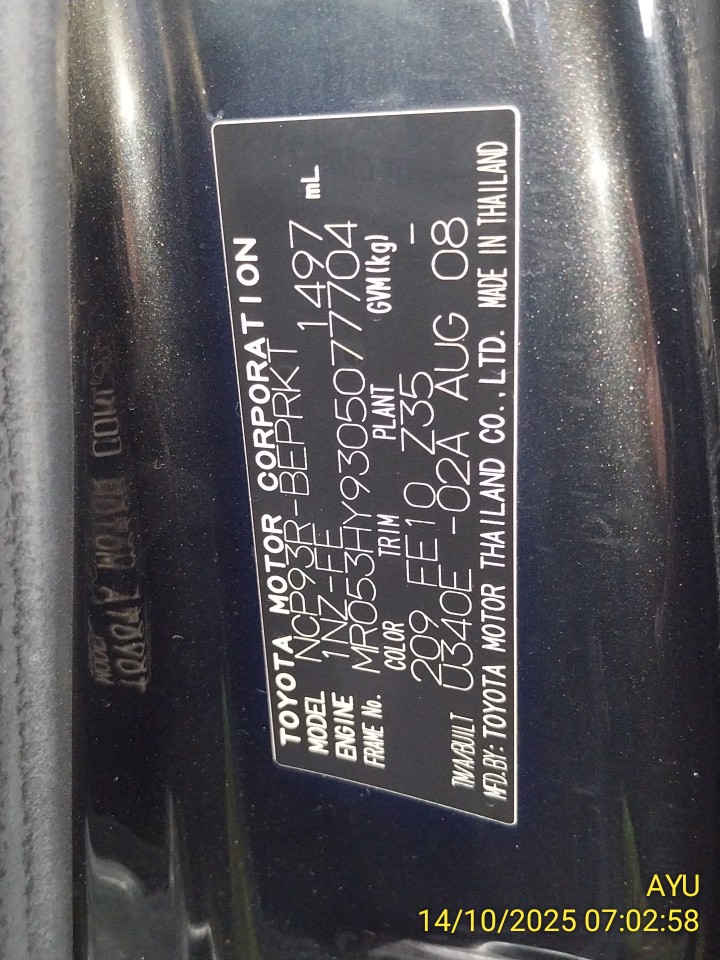 TOYOTA MOTOR CORPORATION
MODEL NCP93R-BEPRKT 1497 mL
ENGINE 1NZ-FE
FRAME No. MR053HY9305077704
COLOR TRIM PLANT GVM(kg)
209 FE10 Z35 -
TM/A/BUILT U340E -02A AUG 08
MFD.BY: TOYOTA MOTOR THAILAND CO.,LTD. MADE IN THAILAND
AYU
14/10/2025 07:02:58